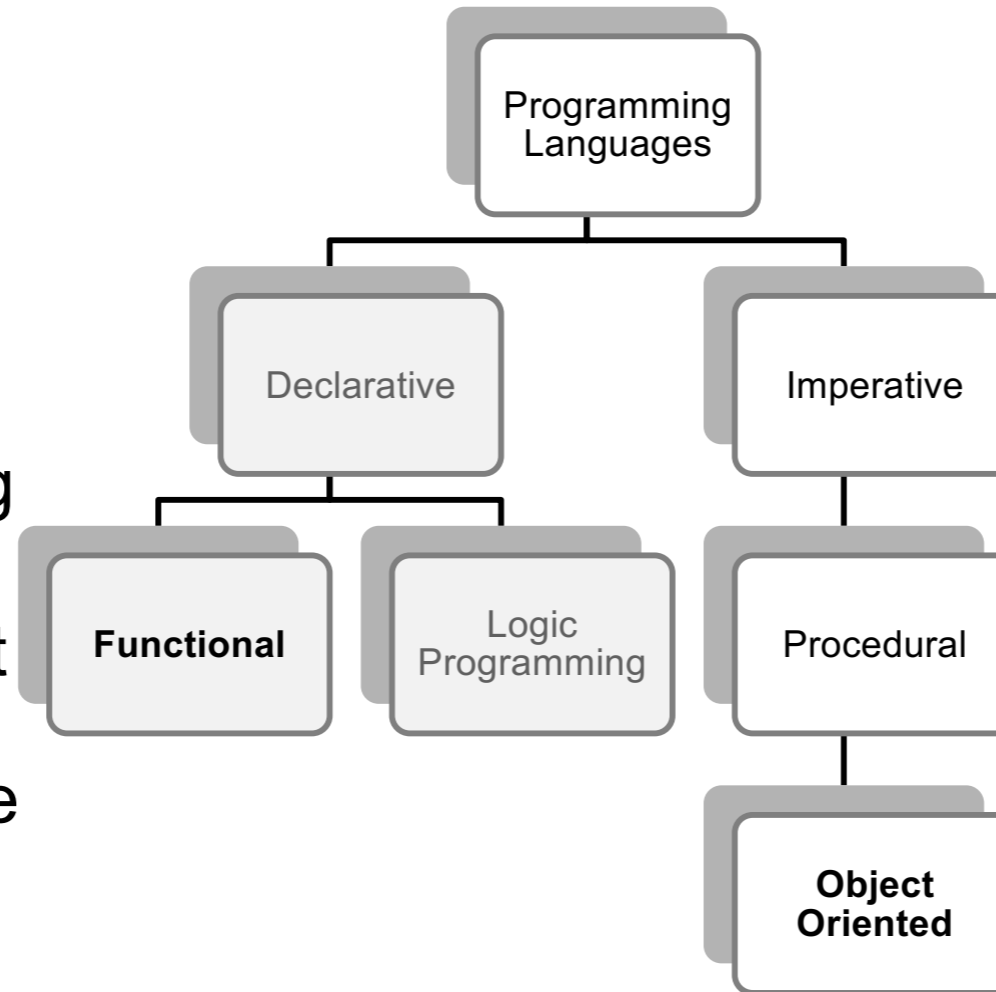 Programming
Languages
Declarative
Imperative
Functional
Logic
Programming
Procedural
Object
Oriented